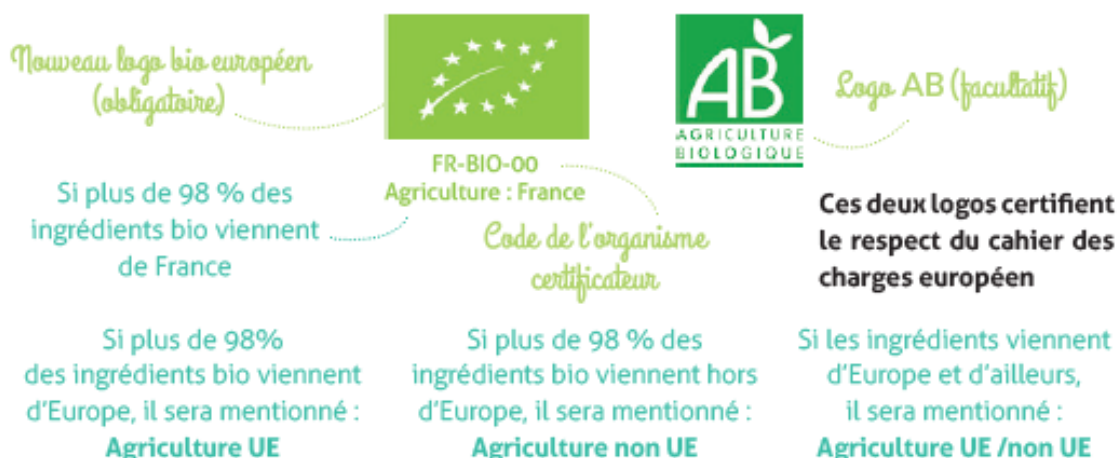 Nouveau logo bio européen
(obligatoire)
AB
AGRICULTURE
BIOLOGIQUE
Logo AB (facultatif)
FR-BIO-00
Agriculture : France
Si plus de 98 % des
ingrédients bio viennent
de France
Code de l'organisme
certificateur
Ces deux logos certifient
le respect du cahier des
charges européen
Si plus de 98%
des ingrédients bio viennent
d'Europe, il sera mentionné :
Agriculture UE
Si plus de 98 % des
ingrédients bio viennent hors
d'Europe, il sera mentionné :
Agriculture non UE
Si les ingrédients viennent
d'Europe et d'ailleurs,
il sera mentionné :
Agriculture UE /non UE